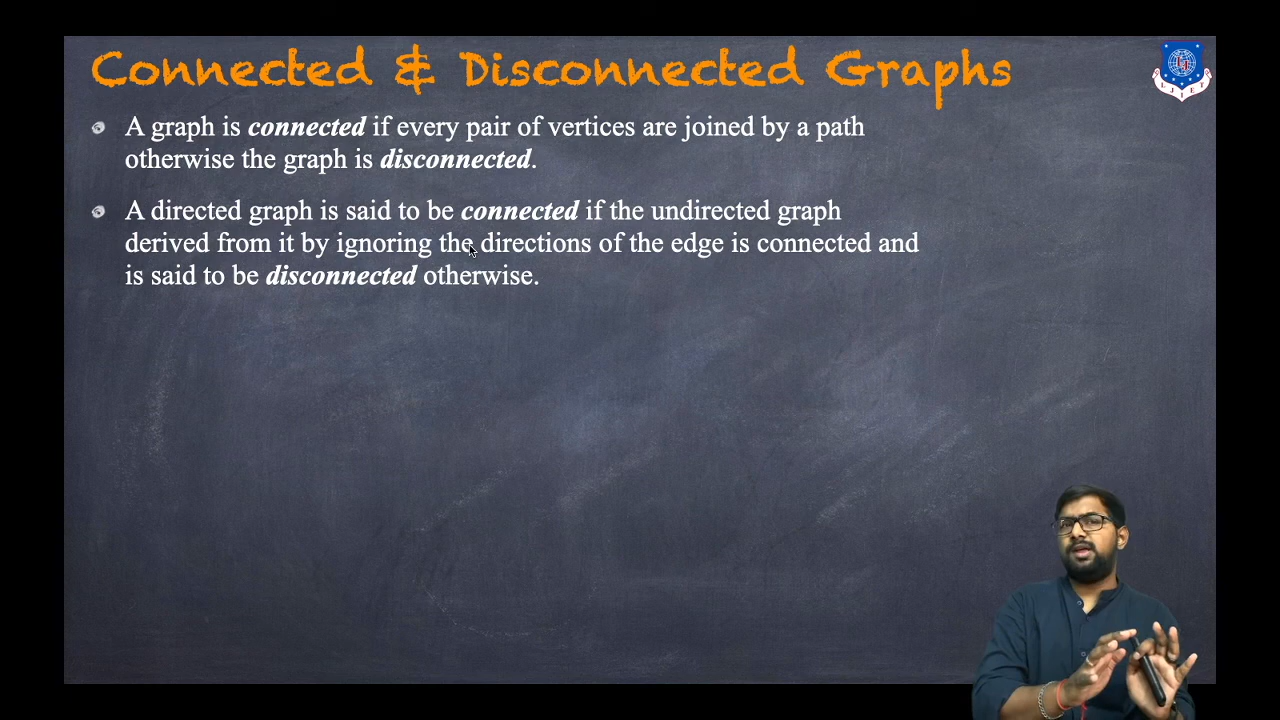 Connected & Disconnected Graphs
A graph is connected if every pair of vertices are joined by a path
otherwise the graph is disconnected.
A directed graph is said to be connected if the undirected graph
derived from it by ignoring the directions of the edge is connected and
is said to be disconnected otherwise.